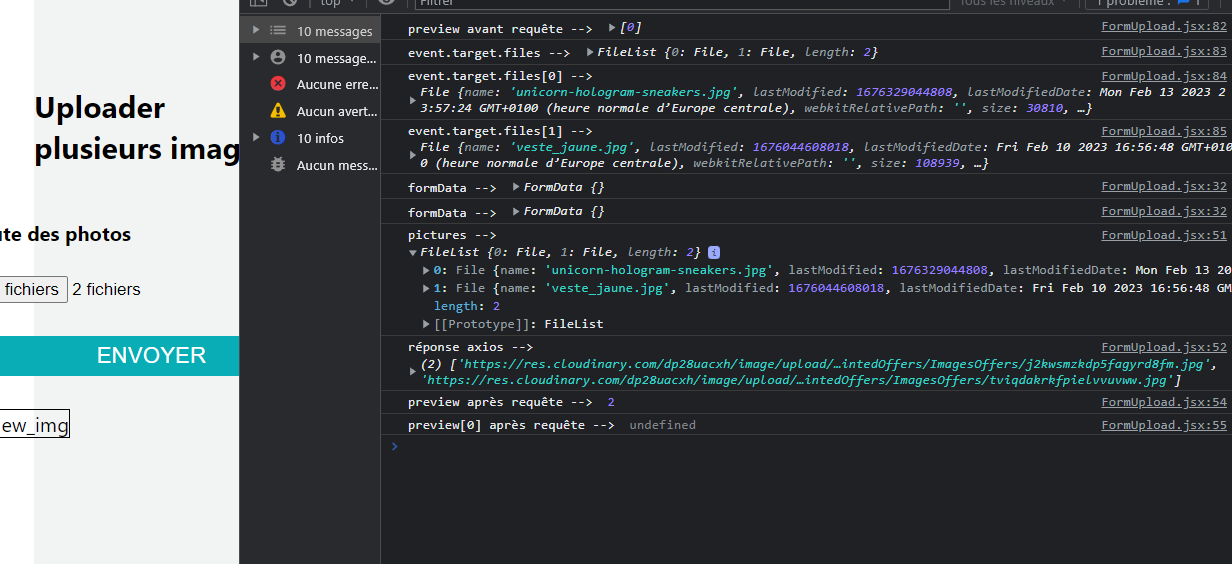 top
Filtrer
Tous les niveaux
1 problème :
1
Uploader
plusieurs imag
ute des photos
fichiers
2 fichiers
ENVOYER
ew_img
10 messages
10 message...
Aucune erre...
Aucun avert...
10 infos
Aucun mess...
preview avant requête --> [0] FormUpload.jsx:82
event.target.files --> FileList {0: File, 1: File, length: 2} FormUpload.jsx:83
event.target.files[0] --> FormUpload.jsx:84
File {name: 'unicorn-hologram-sneakers.jpg', lastModified: 1676329044808, lastModifiedDate: Mon Feb 13 2023 2
3:57:24 GMT+0100 (heure normale d’Europe centrale), webkitRelativePath: '', size: 30810, …}
event.target.files[1] --> FormUpload.jsx:85
File {name: 'veste_jaune.jpg', lastModified: 1676044608018, lastModifiedDate: Fri Feb 10 2023 16:56:48 GMT+010
0 (heure normale d’Europe centrale), webkitRelativePath: '', size: 108939, …}
formData --> FormData {} FormUpload.jsx:32
formData --> FormData {} FormUpload.jsx:32
pictures --> FormUpload.jsx:51
FileList {0: File, 1: File, length: 2} i
0: File {name: 'unicorn-hologram-sneakers.jpg', lastModified: 1676329044808, lastModifiedDate: Mon Feb 13 20
1: File {name: 'veste_jaune.jpg', lastModified: 1676044608018, lastModifiedDate: Fri Feb 10 2023 16:56:48 GM
length: 2
[[Prototype]]: FileList
réponse axios --> FormUpload.jsx:52
(2) ['https://res.cloudinary.com/dp28uacxh/image/upload/…intedOffers/ImagesOffers/j2kwsmzkdp5fagyrd8fm.jpg',
'https://res.cloudinary.com/dp28uacxh/image/upload/…intedOffers/ImagesOffers/tviqdakrkfpielvvuvww.jpg']
preview après requête --> 2 FormUpload.jsx:54
preview[0] après requête --> undefined FormUpload.jsx:55